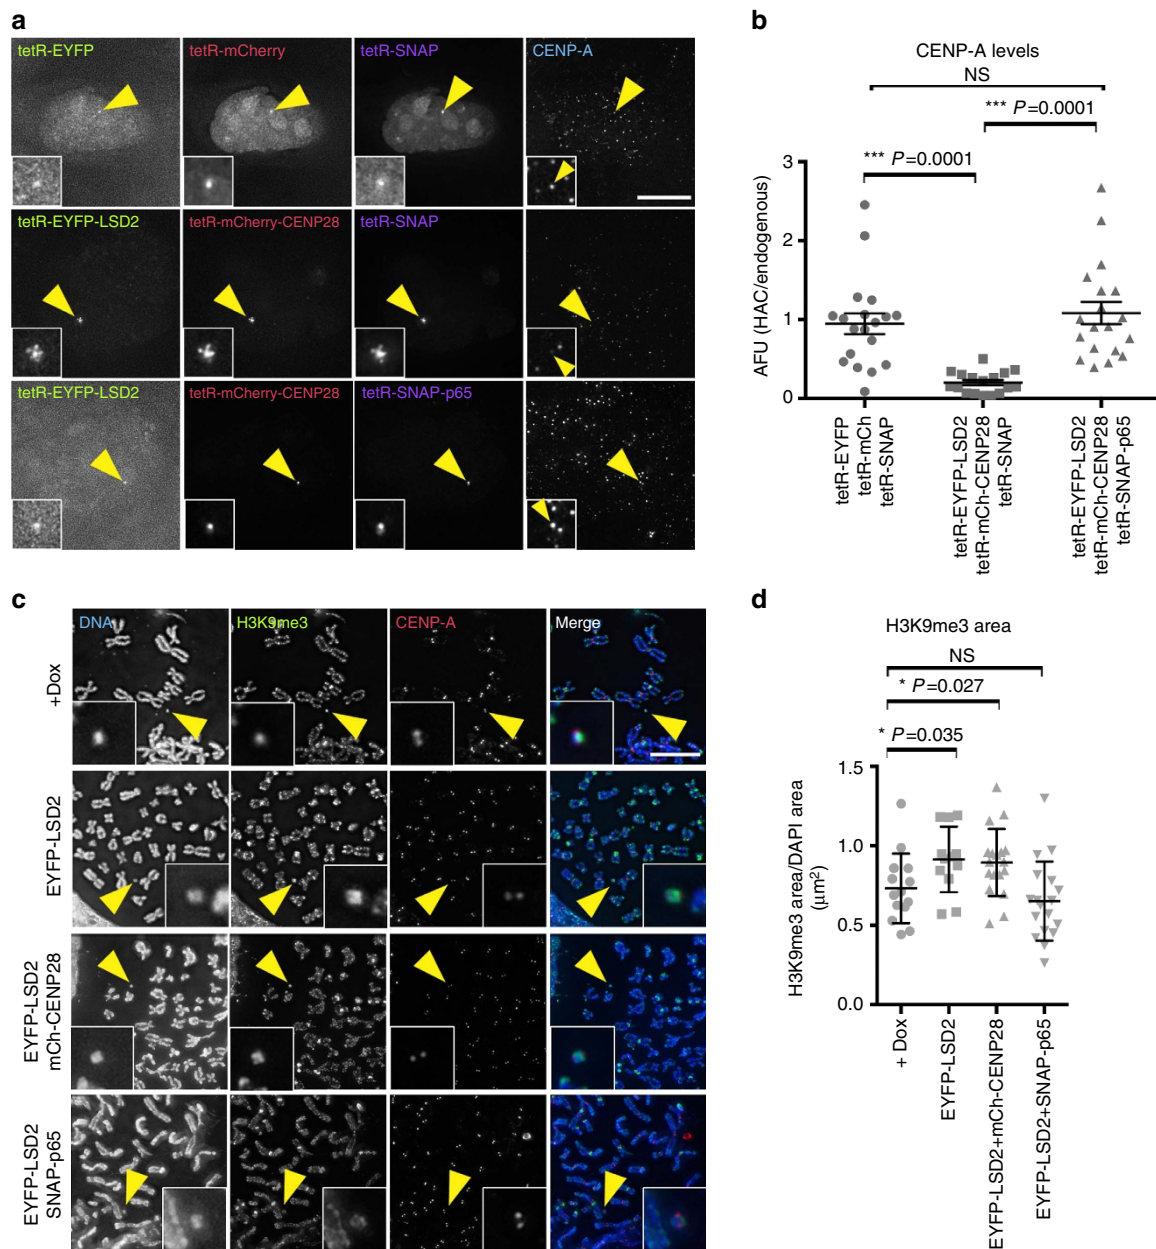 a
tetR-EYFP
tetR-mCherry
tetR-SNAP
CENP-A
tetR-EYFP-LSD2
tetR-mCherry-CENP28
tetR-SNAP
tetR-EYFP-LSD2
tetR-mCherry-CENP28
tetR-SNAP-p65
b
CENP-A levels
NS
*** P=0.0001
*** P=0.0001
AFU (HAC/endogenous)
3
2
1
0
tetR-EYFP
tetR-mCh
tetR-SNAP
tetR-EYFP-LSD2
tetR-mCh-CENP28
tetR-SNAP
tetR-EYFP-LSD2
tetR-mCh-CENP28
tetR-SNAP-p65
c
DNA
H3K9me3
CENP-A
Merge
+Dox
EYFP-LSD2
EYFP-LSD2
mCh-CENP28
EYFP-LSD2
SNAP-p65
d
H3K9me3 area
NS
* P=0.027
* P=0.035
H3K9me3 area/DAPI area
(μm²)
1.5
1.0
0.5
0.0
+ Dox
EYFP-LSD2
EYFP-LSD2+mCh-CENP28
EYFP-LSD2+SNAP-p65